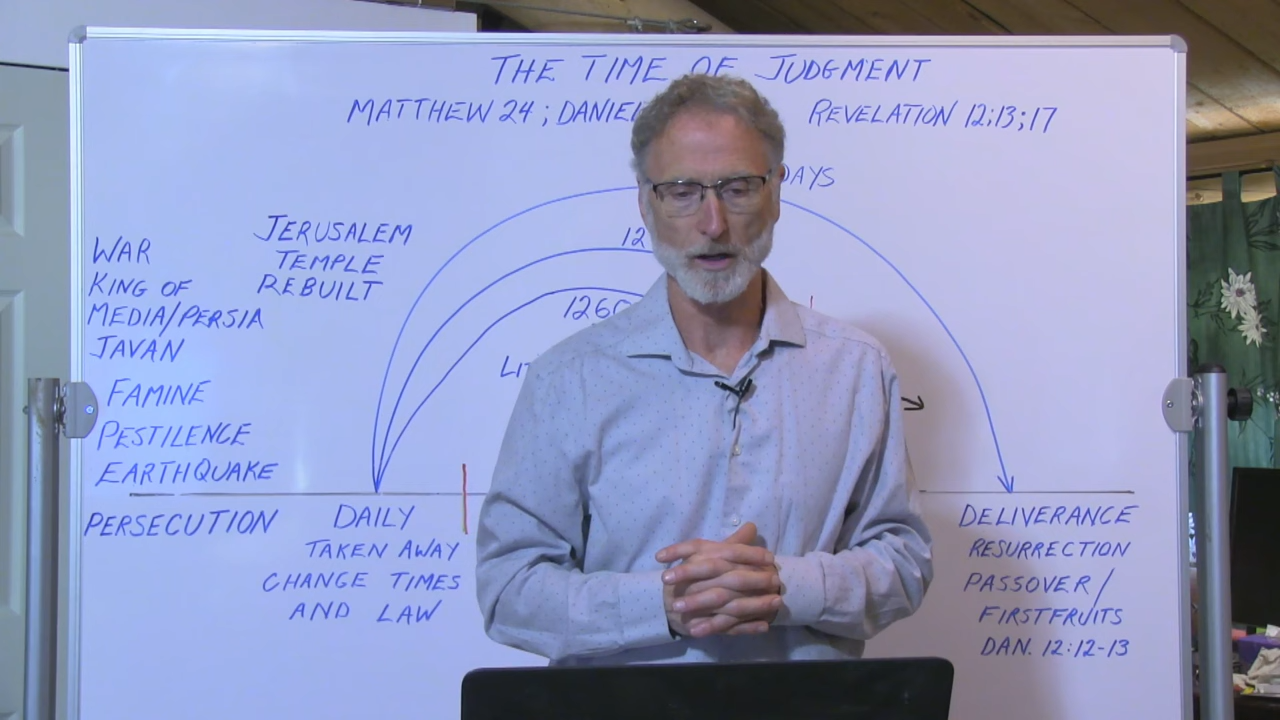 THE TIME OF JUDGMENT
MATTHEW 24 ; DANIEL REVELATION 12;13;17
DAYS
JERUSALEM
TEMPLE
REBUILT
WAR
KING OF
MEDIA/PERSIA
JAVAN
FAMINE
PESTILENCE
EARTHQUAKE
12
1260
PERSECUTION
DAILY
TAKEN AWAY
CHANGE TIMES
AND LAW
DELIVERANCE
RESURRECTION
PASSOVER/
FIRSTFRUITS
DAN. 12:12-13